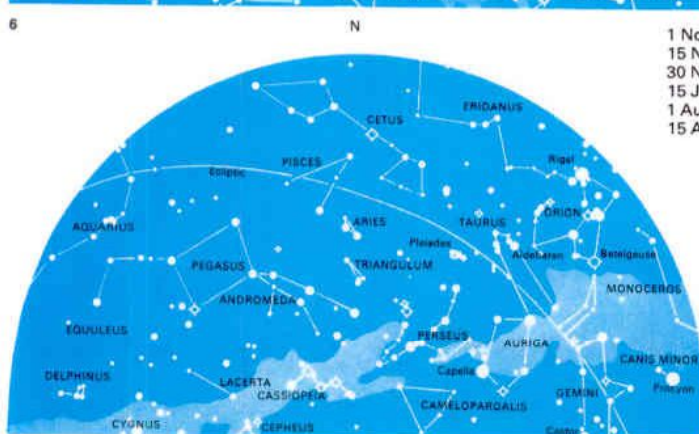 6
N
1 No
15 N
30 N
15 J
1 Au
15 A
CETUS
ERIDANUS
PISCES
Rigel
Ecliptic
AQUARIUS
ARIES
TAURUS
ORION
Pleiades
Aldebaran
Betelgeuse
PEGASUS
TRIANGULUM
MONOCEROS
ANDROMEDA
EQUULEUS
PERSEUS
AURIGA
CANIS MINOR
DELPHINUS
LACERTA
Capella
Procyon
CASSIOPEIA
CAMELOPARDALIS
GEMINI
CYGNUS
CEPHEUS
Castor